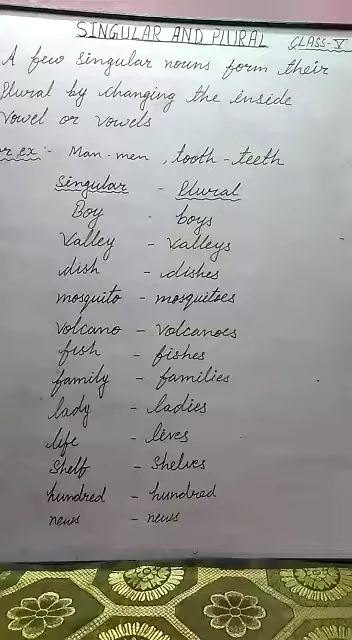 SINGULAR AND PLURAL CLASS-V
A few singular nouns form their
Plural by changing the inside
Vowel or vowels
or ex:- Man-men, tooth-teeth
Singular - Plural
Boy - boys
Valley - Valleys
dish - dishes
mosquito - mosquitoes
Volcano - Volcanoes
fish - fishes
family - families
lady - ladies
life - lives
Shelf - Shelves
hundred - hundred
news - news